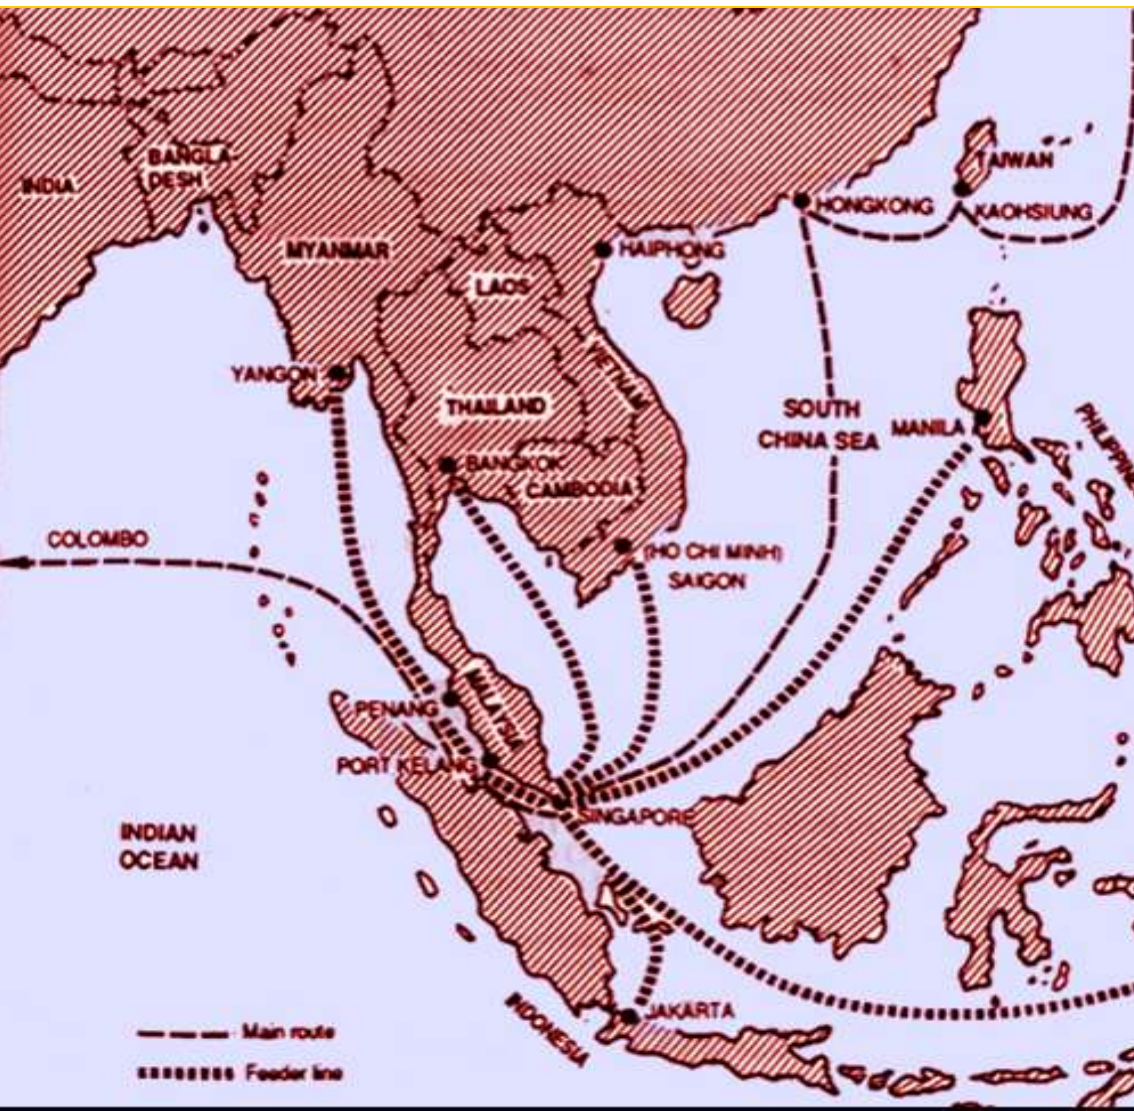 TAIWAN
BANGLA-
DESH
INDIA
HONGKONG
KAOHSIUNG
MYANMAR
HAIPHONG
LAOS
VIETNAM
YANGON
THAILAND
SOUTH
CHINA SEA
MANILA
PHILIPPINE
BANGKOK
CAMBODIA
COLOMBO
(HO CHI MINH)
SAIGON
MALAYSIA
PENANG
PORT KELANG
SINGAPORE
INDIAN
OCEAN
INDONESIA
JAKARTA
Main route
Feeder line